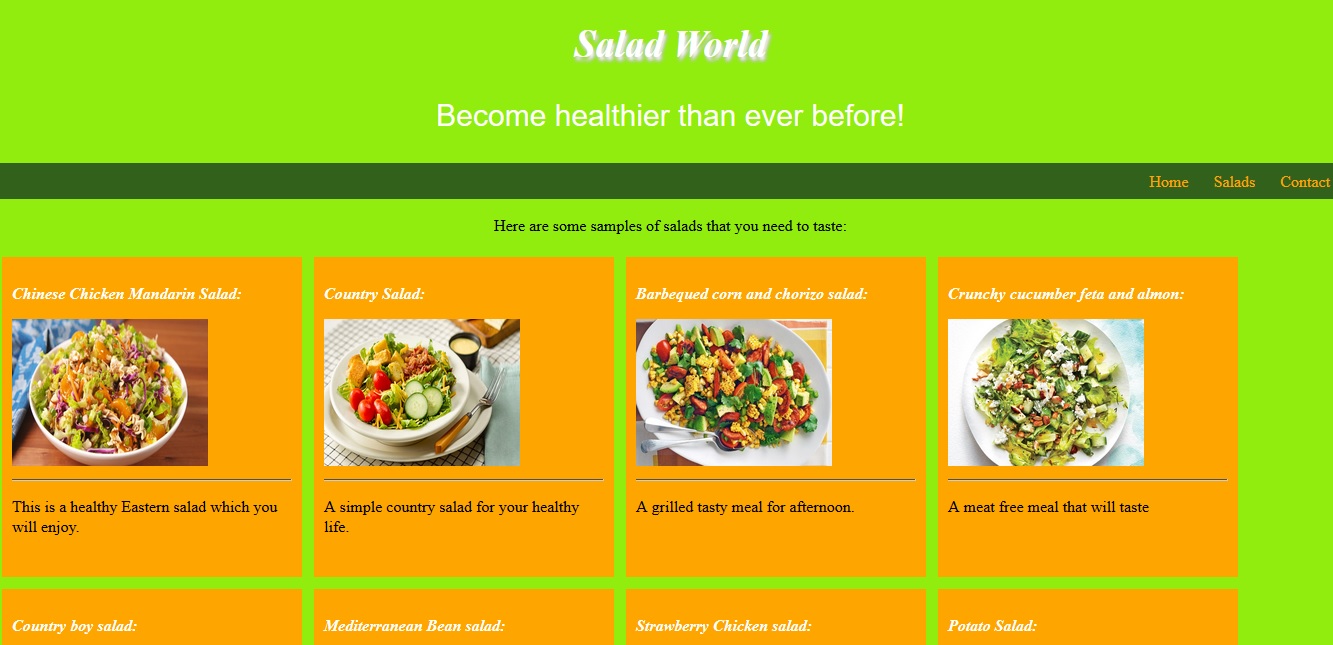 Salad World
Become healthier than ever before!
Home Salads Contact
Here are some samples of salads that you need to taste:
Chinese Chicken Mandarin Salad:
This is a healthy Eastern salad which you
will enjoy.
Country Salad:
A simple country salad for your healthy
life.
Barbequed corn and chorizo salad:
A grilled tasty meal for afternoon.
Crunchy cucumber feta and almon:
A meat free meal that will taste
Country boy salad:
Mediterranean Bean salad:
Strawberry Chicken salad:
Potato Salad: